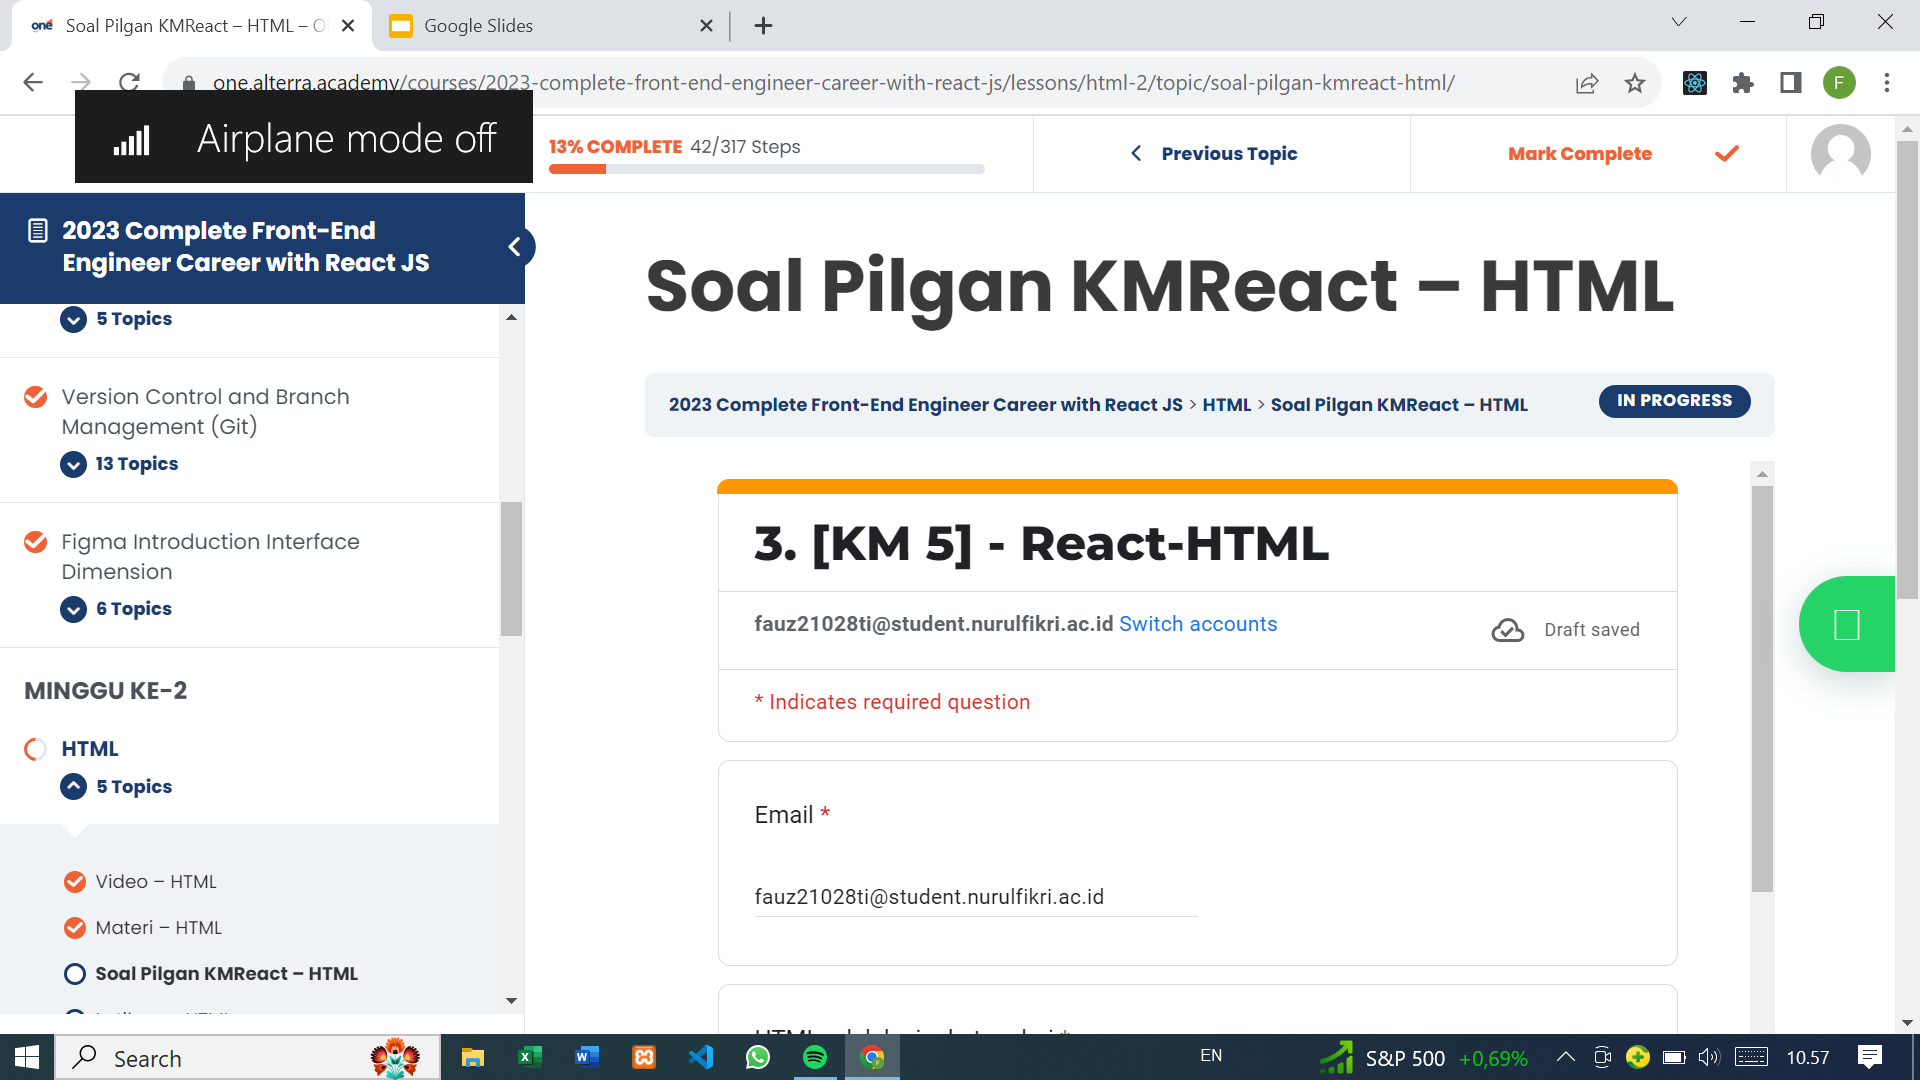 one
Soal Pilgan KMReact – HTML – O
Google Slides
one.alterra.academy/courses/2023-complete-front-end-engineer-career-with-react-js/lessons/html-2/topic/soal-pilgan-kmreact-html/
F
Airplane mode off
13% COMPLETE 42/317 Steps
Previous Topic
Mark Complete
2023 Complete Front-End
Engineer Career with React JS
5 Topics
Version Control and Branch
Management (Git)
13 Topics
Figma Introduction Interface
Dimension
6 Topics
MINGGU KE-2
HTML
5 Topics
Video – HTML
Materi – HTML
Soal Pilgan KMReact – HTML
Soal Pilgan KMReact – HTML
2023 Complete Front-End Engineer Career with React JS > HTML > Soal Pilgan KMReact – HTML
IN PROGRESS
3. [KM 5] - React-HTML
fauz21028ti@student.nurulfikri.ac.id Switch accounts
Draft saved
* Indicates required question
Email *
fauz21028ti@student.nurulfikri.ac.id
Search
EN
S&P 500 +0,69%
10.57